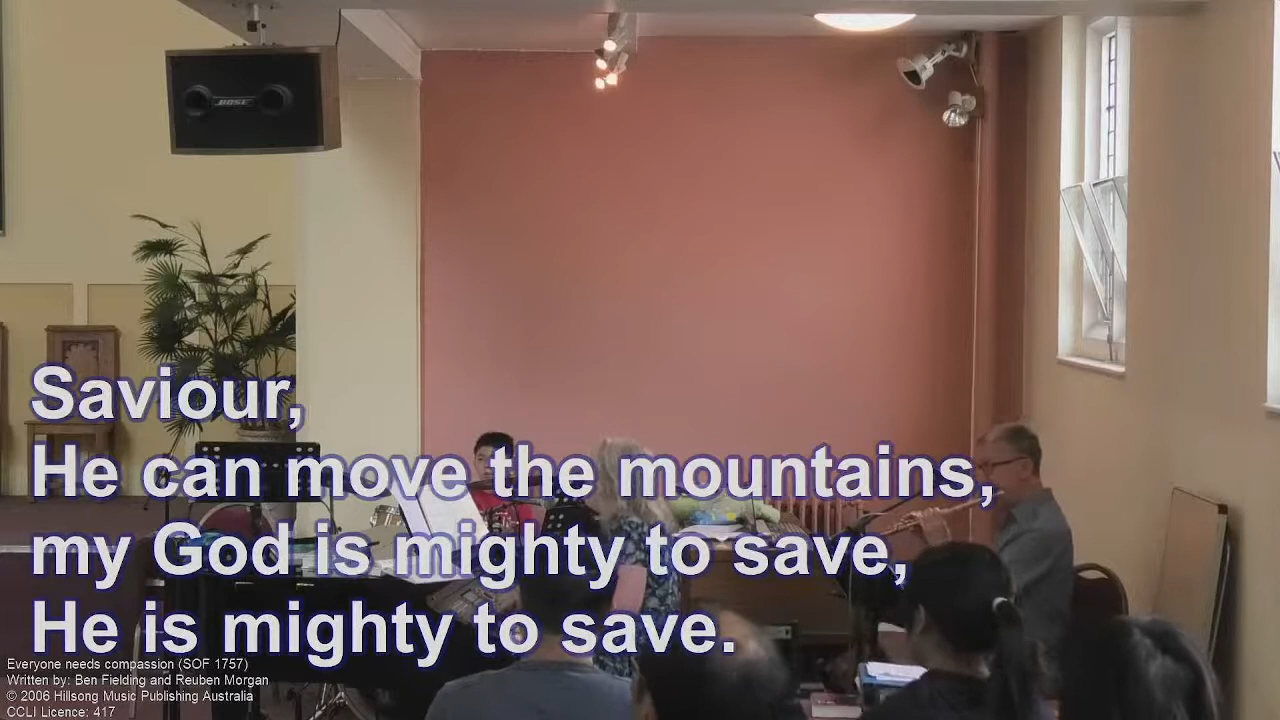 BOSE
Saviour,
He can move the mountains,
my God is mighty to save,
He is mighty to save.
Everyone needs compassion (SOF 1757)
Written by: Ben Fielding and Reuben Morgan
© 2006 Hillsong Music Publishing Australia
CCLI Licence: 417